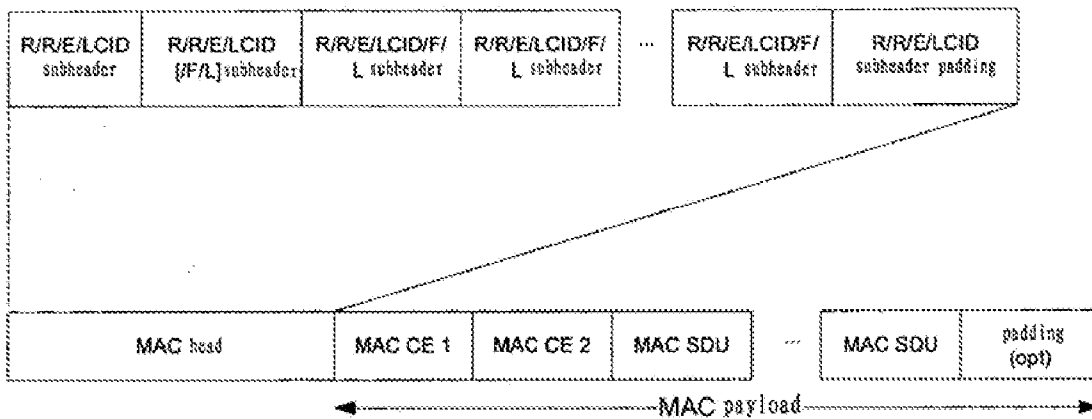 R/R/E/LCID R/R/E/LCID R/R/E/LCID/F/ R/R/E/LCID/F/ ... R/R/E/LCID/F/ R/R/E/LCID
subheader [/F/L]subheader L subheader L subheader L subheader subheader padding
MAC head MAC CE 1 MAC CE 2 MAC SDU ... MAC SDU padding
(opt)
MAC payload